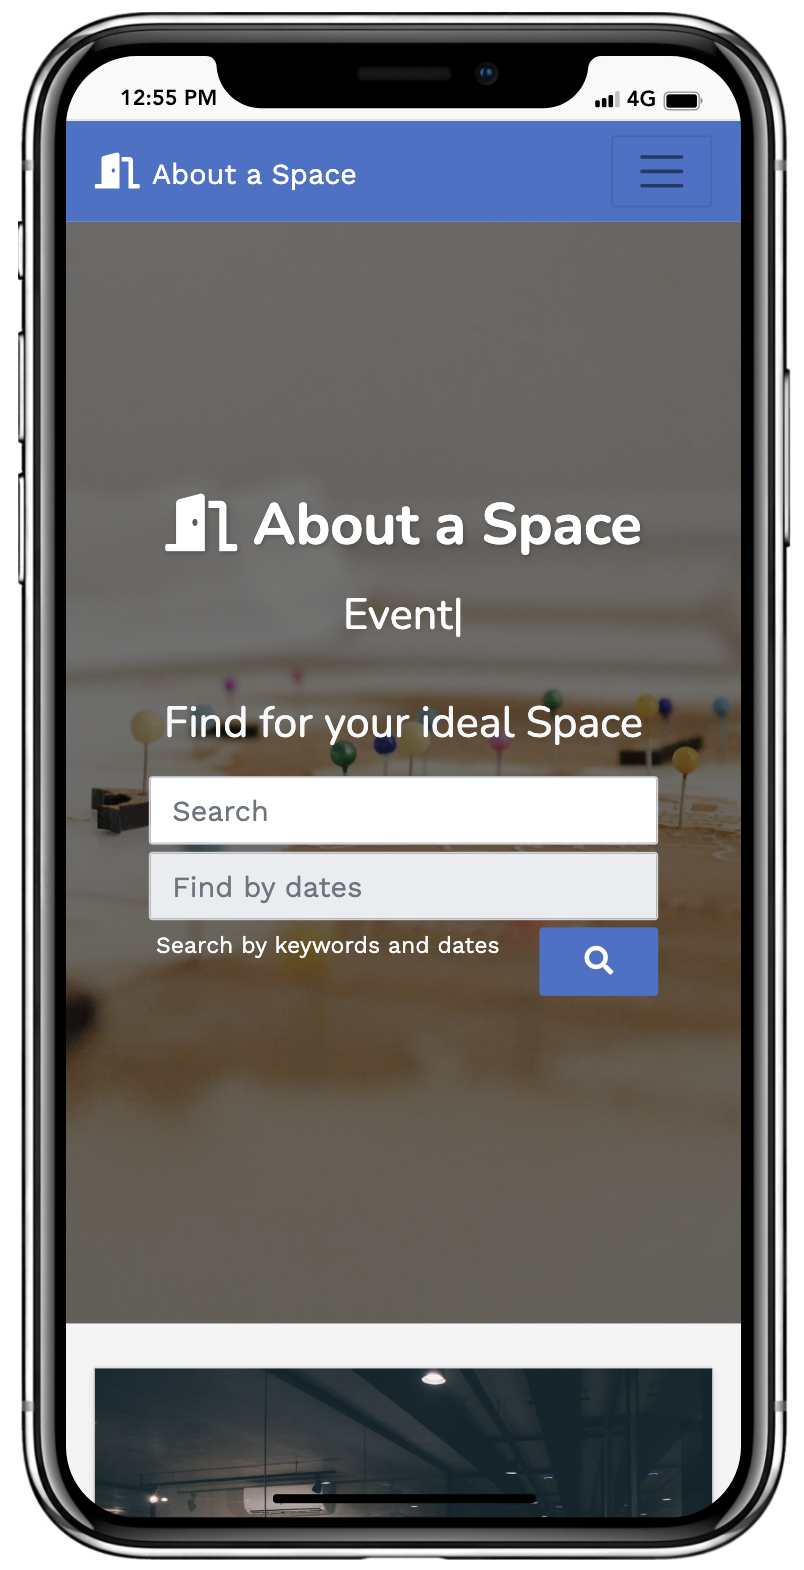 12:55 PM 4G
About a Space
About a Space
Event|
Find for your ideal Space
Search
Find by dates
Search by keywords and dates